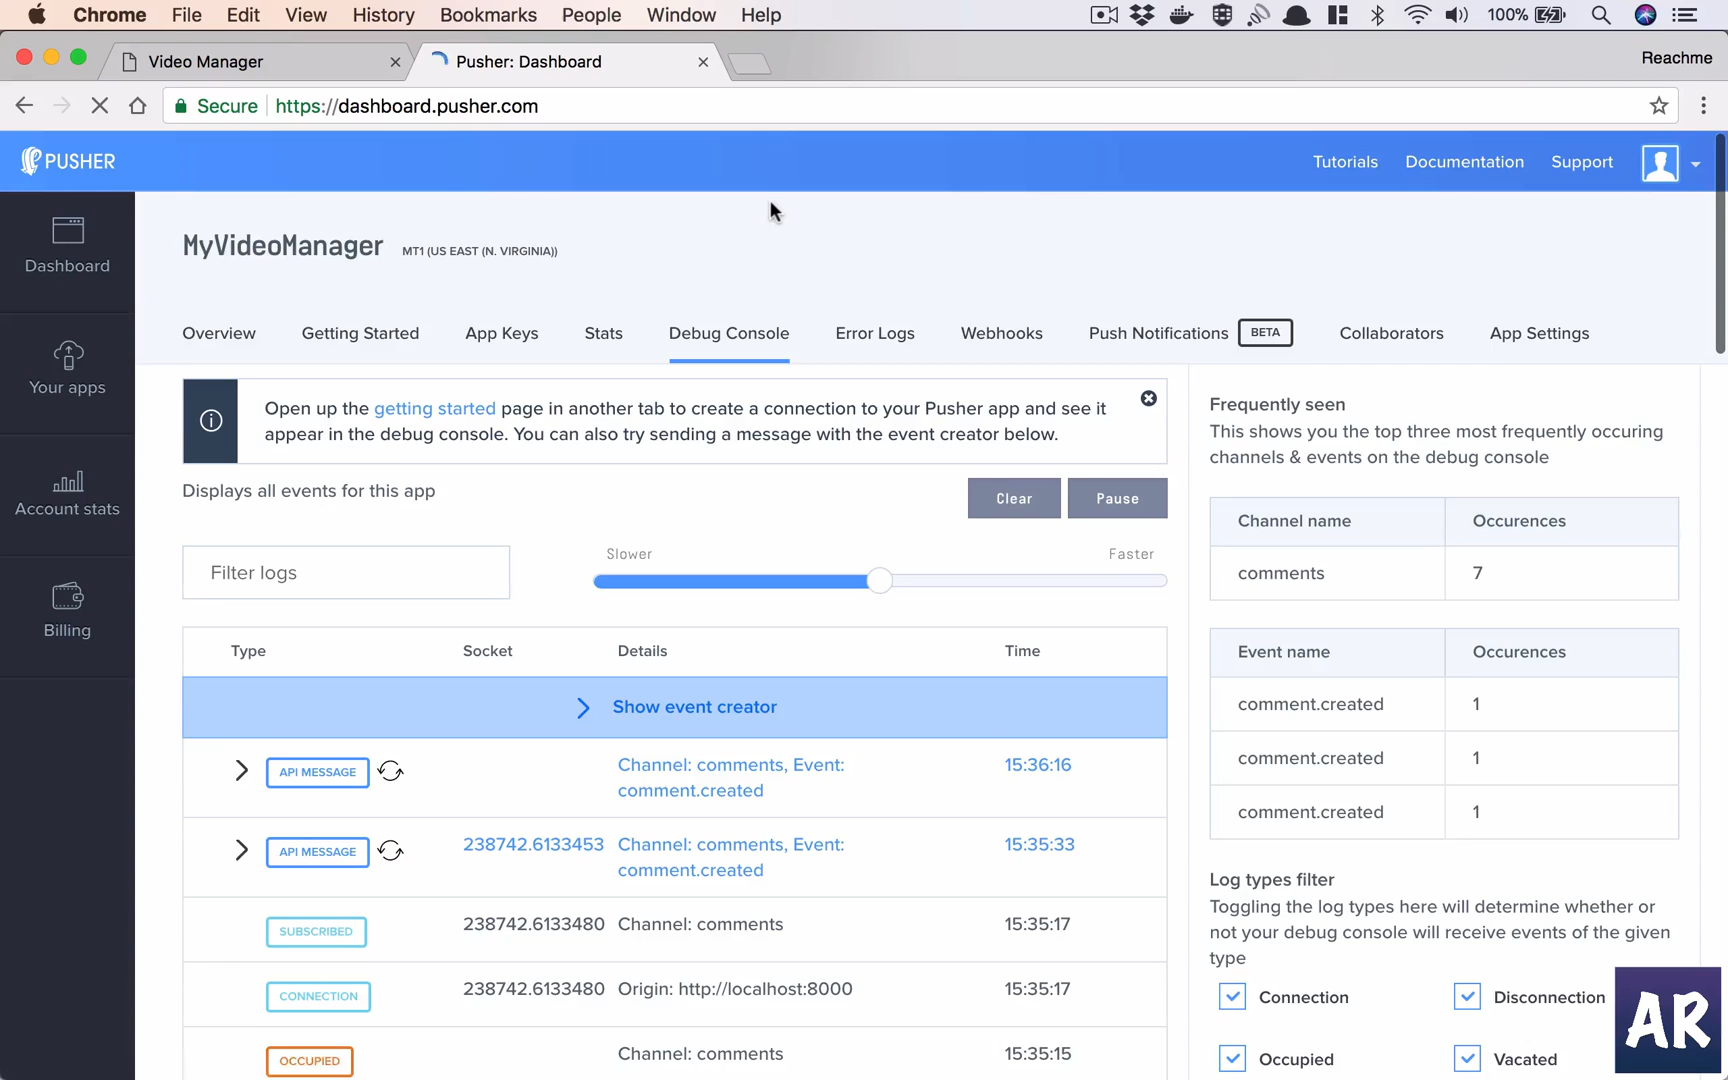 Chrome File Edit View History Bookmarks People Window Help 100%
Video Manager Pusher: Dashboard Reachme
Secure https://dashboard.pusher.com
PUSHER Tutorials Documentation Support
Dashboard
Your apps
Account stats
Billing
MyVideoManager MT1 (US EAST (N. VIRGINIA))
Overview Getting Started App Keys Stats Debug Console Error Logs Webhooks Push Notifications BETA Collaborators App Settings
Open up the getting started page in another tab to create a connection to your Pusher app and see it
appear in the debug console. You can also try sending a message with the event creator below.
Displays all events for this app
Clear Pause
Filter logs
Slower Faster
Type Socket Details Time
Show event creator
API MESSAGE Channel: comments, Event: 15:36:16
comment.created
API MESSAGE 238742.6133453 Channel: comments, Event: 15:35:33
comment.created
SUBSCRIBED 238742.6133480 Channel: comments 15:35:17
CONNECTION 238742.6133480 Origin: http://localhost:8000 15:35:17
OCCUPIED Channel: comments 15:35:15
Frequently seen
This shows you the top three most frequently occuring
channels & events on the debug console
Channel name Occurences
comments 7
Event name Occurences
comment.created 1
comment.created 1
comment.created 1
Log types filter
Toggling the log types here will determine whether or
not your debug console will receive events of the given
type
Connection Disconnection
Occupied Vacated
AR